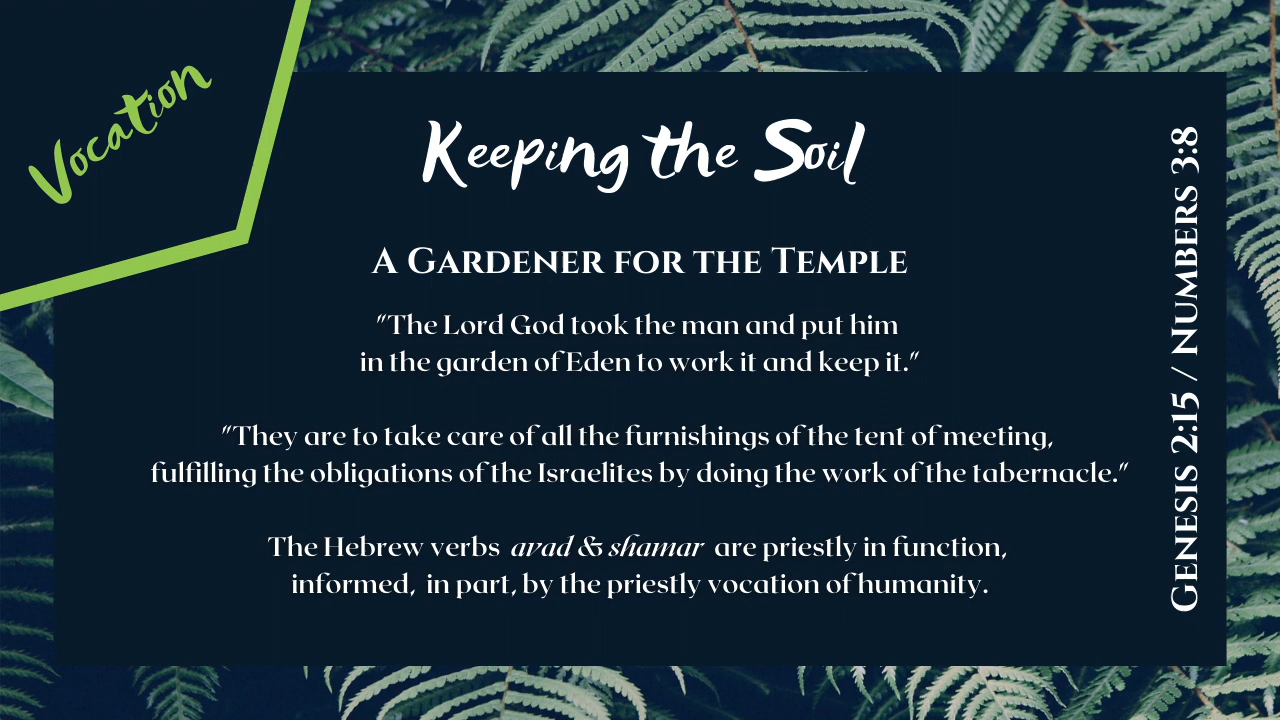 Vocation
Keeping the Soil
A Gardener for the Temple
"The Lord God took the man and put him
in the garden of Eden to work it and keep it."
"They are to take care of all the furnishings of the tent of meeting,
fulfilling the obligations of the Israelites by doing the work of the tabernacle."
The Hebrew verbs avad & shamar are priestly in function,
informed, in part, by the priestly vocation of humanity.
Genesis 2:15 / Numbers 3:8